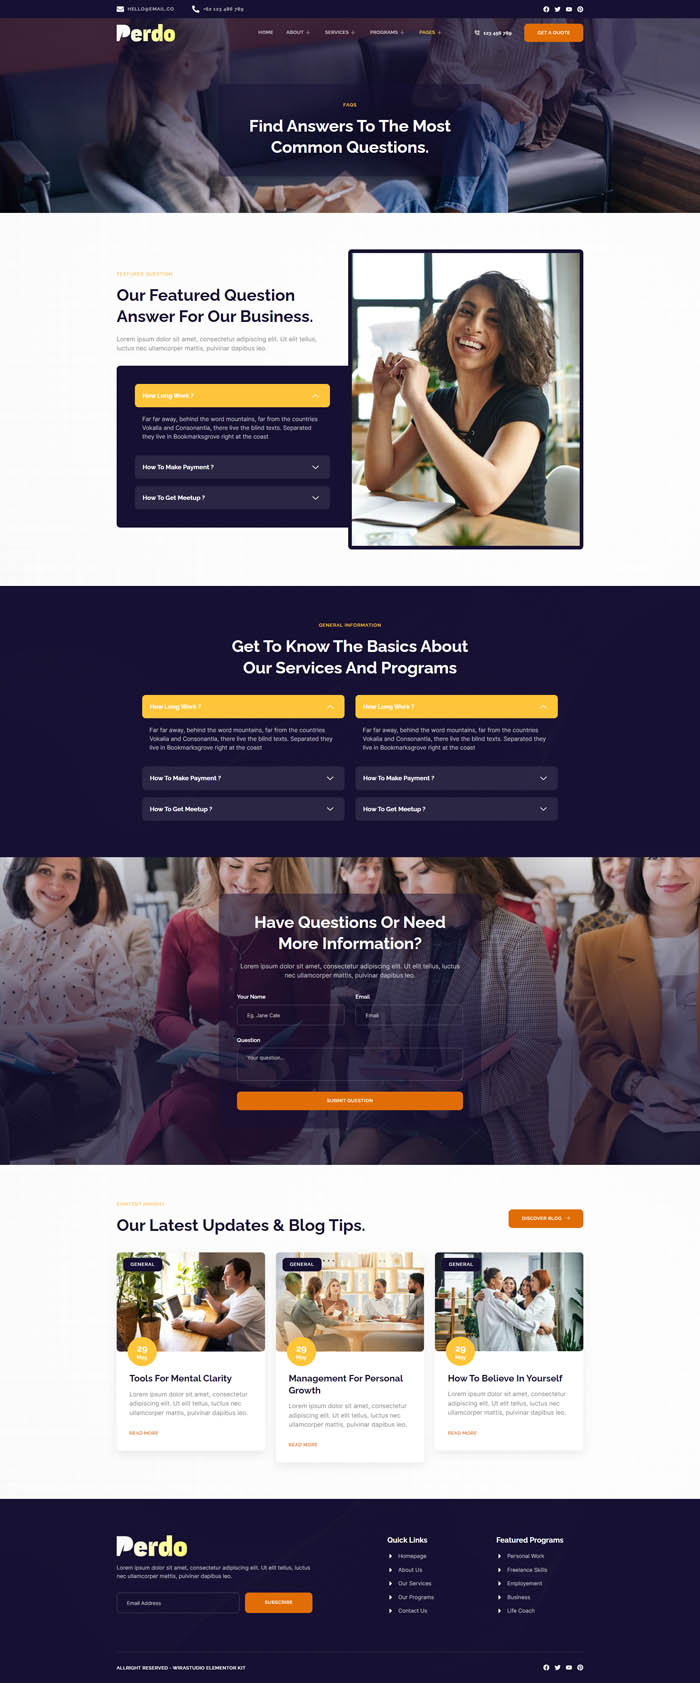 HELLO@EMAIL.CO
+62 123 486 789
Perdo
HOME
ABOUT +
SERVICES +
PROGRAMS +
PAGES +
123 456 789
GET A QUOTE
FAQS
Find Answers To The Most
Common Questions.
FEATURED QUESTION
Our Featured Question
Answer For Our Business.
Lorem ipsum dolor sit amet, consectetur adipiscing elit. Ut elit tellus,
luctus nec ullamcorper mattis, pulvinar dapibus leo.
How Long Work ?
Far far away, behind the word mountains, far from the countries
Vokalia and Consonantia, there live the blind texts. Separated
they live in Bookmarksgrove right at the coast
How To Make Payment ?
How To Get Meetup ?
GENERAL INFORMATION
Get To Know The Basics About
Our Services And Programs
How Long Work ?
Far far away, behind the word mountains, far from the countries
Vokalia and Consonantia, there live the blind texts. Separated they
live in Bookmarksgrove right at the coast
How To Make Payment ?
How To Get Meetup ?
How Long Work ?
Far far away, behind the word mountains, far from the countries
Vokalia and Consonantia, there live the blind texts. Separated they
live in Bookmarksgrove right at the coast
How To Make Payment ?
How To Get Meetup ?
Have Questions Or Need
More Information?
Lorem ipsum dolor sit amet, consectetur adipiscing elit. Ut elit tellus, luctus
nec ullamcorper mattis, pulvinar dapibus leo.
Your Name
Email
Eg. Jane Cate
Email
Question
Your question...
SUBMIT QUESTION
CONTENT INSIGHT
Our Latest Updates & Blog Tips.
DISCOVER BLOG
GENERAL
29
May
Tools For Mental Clarity
Lorem ipsum dolor sit amet, consectetur
adipiscing elit. Ut elit tellus, luctus nec
ullamcorper mattis, pulvinar dapibus leo.
READ MORE
GENERAL
29
May
Management For Personal
Growth
Lorem ipsum dolor sit amet, consectetur
adipiscing elit. Ut elit tellus, luctus nec
ullamcorper mattis, pulvinar dapibus leo.
READ MORE
GENERAL
29
May
How To Believe In Yourself
Lorem ipsum dolor sit amet, consectetur
adipiscing elit. Ut elit tellus, luctus nec
ullamcorper mattis, pulvinar dapibus leo.
READ MORE
Perdo
Lorem ipsum dolor sit amet, consectetur adipiscing elit. Ut elit tellus, luctus
nec ullamcorper mattis, pulvinar dapibus leo.
Email Address
SUBSCRIBE
Quick Links
Homepage
About Us
Our Services
Our Programs
Contact Us
Featured Programs
Personal Work
Freelance Skills
Employement
Business
Life Coach
ALLRIGHT RESERVED - WIRASTUDIO ELEMENTOR KIT